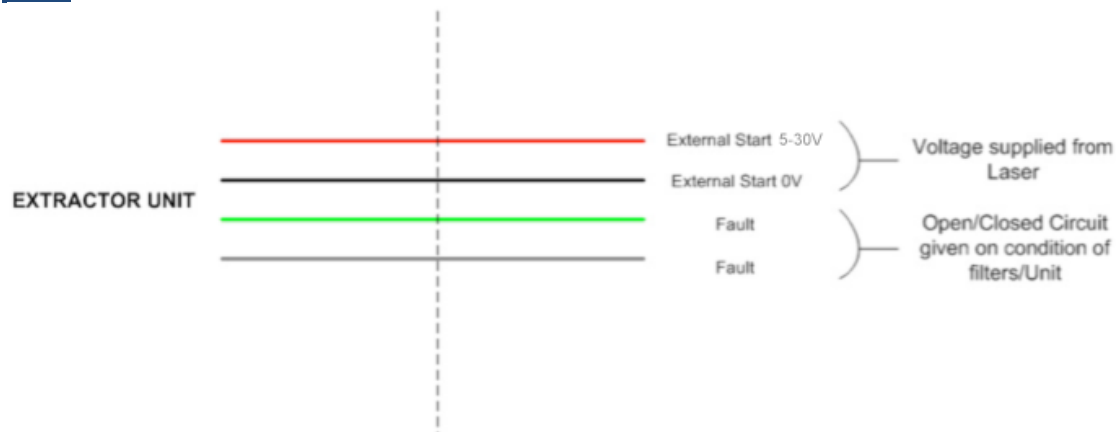 EXTRACTOR UNIT
External Start 5-30V
External Start 0V
Fault
Fault
Voltage supplied from
Laser
Open/Closed Circuit
given on condition of
filters/Unit